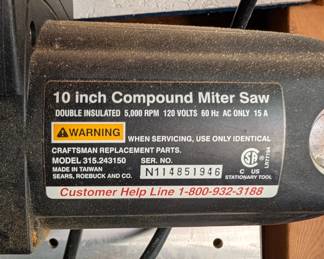 10 inch Compound Miter Saw
DOUBLE INSULATED 5,000 RPM 120 VOLTS 60 Hz AC ONLY 15 A
WARNING WHEN SERVICING, USE ONLY IDENTICAL
CRAFTSMAN REPLACEMENT PARTS.
MODEL 315.243150 SER. NO.
MADE IN TAIWAN
SEARS, ROEBUCK AND CO.
N114851946
C US
STATIONARY TOOL
LR7794
Customer Help Line 1-800-932-3188